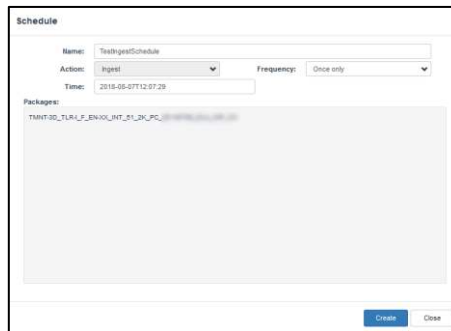 Schedule
Name: TestIngestSchedule
Action: Ingest Frequency: Once only
Time: 2018-08-07T12:07:29
Packages:
TMNT-3D_TLR-I_F_EN-XX_INT_51_2K_PC_
Create Close